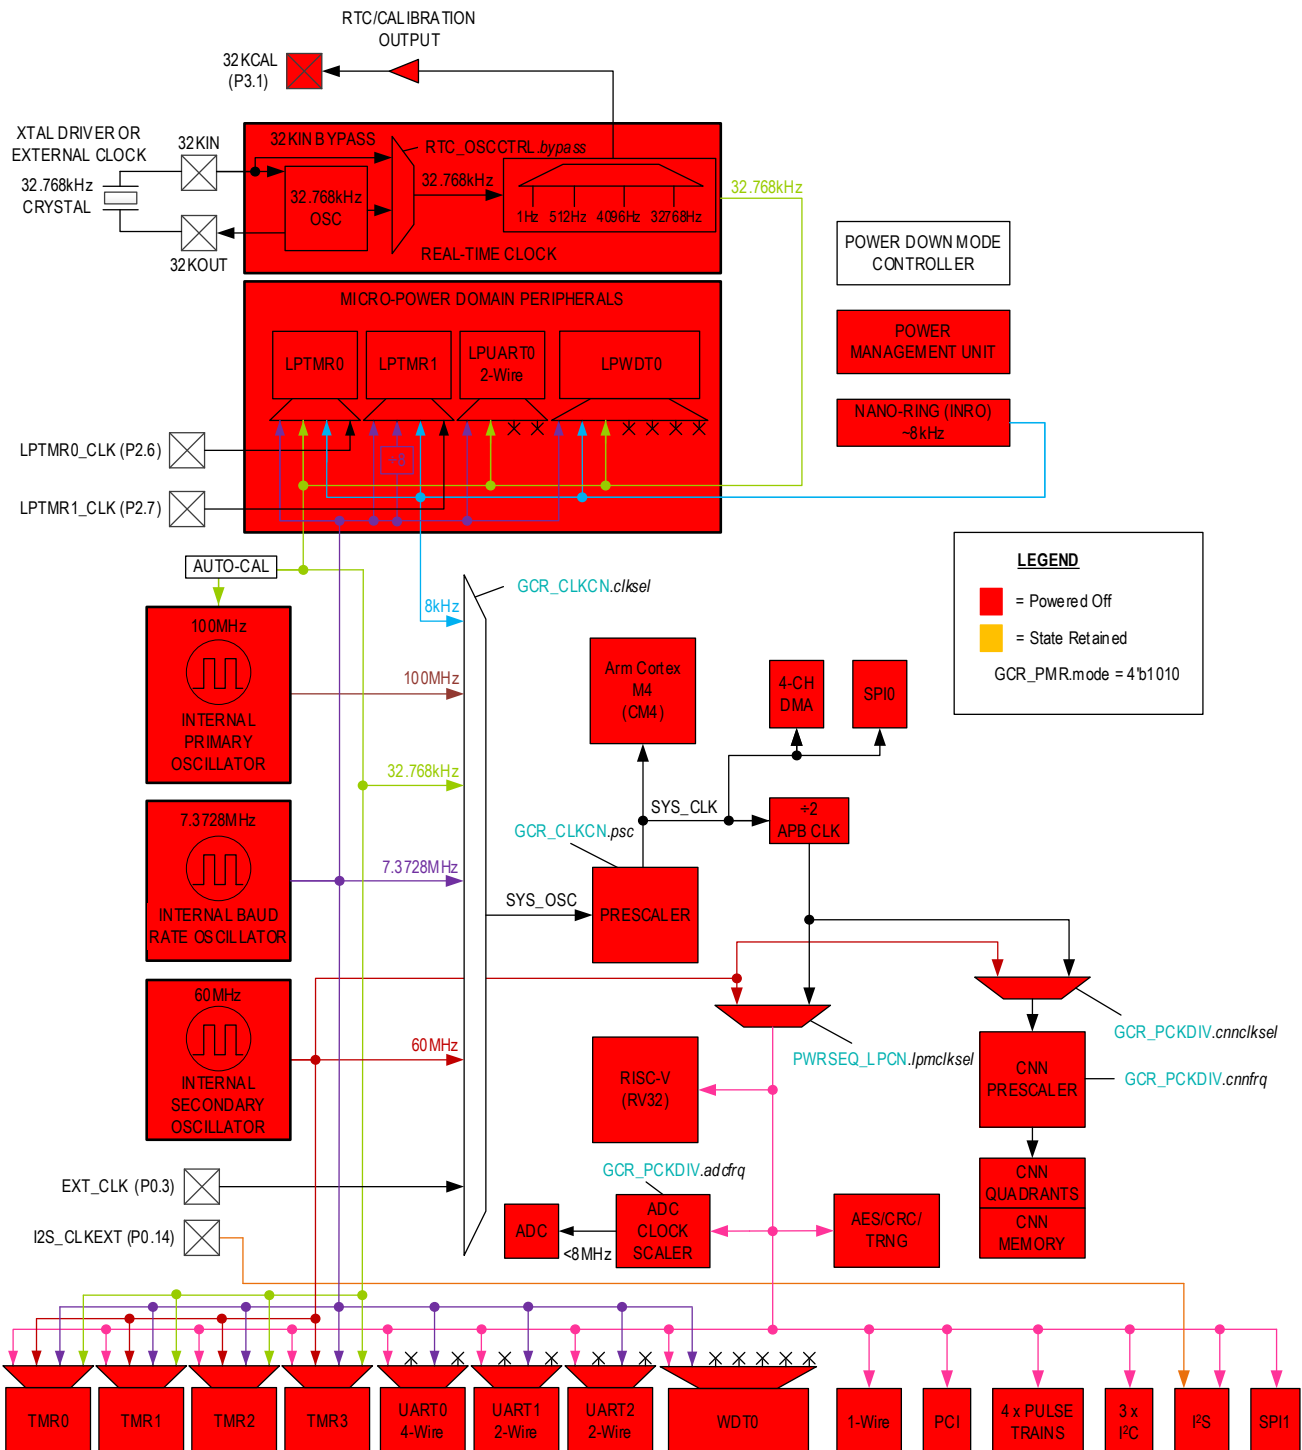 RTC/CALIBRATION
OUTPUT
32KCAL
(P3.1)
XTAL DRIVER OR
EXTERNAL CLOCK
32KIN
32KIN BYPASS
RTC_OSCCTRL.bypass
32.768kHz
CRYSTAL
32.768kHz
OSC
32.768kHz
1Hz 512Hz 4096Hz 32768Hz
32.768kHz
32KOUT
REAL-TIME CLOCK
POWER DOWN MODE
CONTROLLER
MICRO-POWER DOMAIN PERIPHERALS
POWER
MANAGEMENT UNIT
LPTMR0
LPTMR1
LPUART0
2-Wire
LPWDT0
NANO-RING (INRO)
~8kHz
LPTMR0_CLK (P2.6)
÷8
LPTMR1_CLK (P2.7)
AUTO-CAL
LEGEND
= Powered Off
= State Retained
GCR_PMR.mode = 4'b1010
GCR_CLKCN.clksel
8kHz
100MHz
INTERNAL
PRIMARY
OSCILLATOR
100MHz
Arm Cortex
M4
(CM4)
4-CH
DMA
SPI0
32.768kHz
SYS_CLK
÷2
APB CLK
7.3728MHz
INTERNAL BAUD
RATE OSCILLATOR
GCR_CLKCN.psc
7.3728MHz
SYS_OSC
PRESCALER
60MHz
INTERNAL
SECONDARY
OSCILLATOR
60MHz
GCR_PCKDIV.cnnclksel
PWRSEQ_LPCN.lpmclksel
RISC-V
(RV32)
CNN
PRESCALER
GCR_PCKDIV.cnnfrq
GCR_PCKDIV.adcfrq
EXT_CLK (P0.3)
CNN
QUADRANTS
CNN
MEMORY
I2S_CLKEXT (P0.14)
ADC
<8MHz
ADC
CLOCK
SCALER
AES/CRC/
TRNG
TMR0
TMR1
TMR2
TMR3
UART0
4-Wire
UART1
2-Wire
UART2
2-Wire
WDT0
1-Wire
PCI
4 x PULSE
TRAINS
3 x
I²C
I²S
SPI1